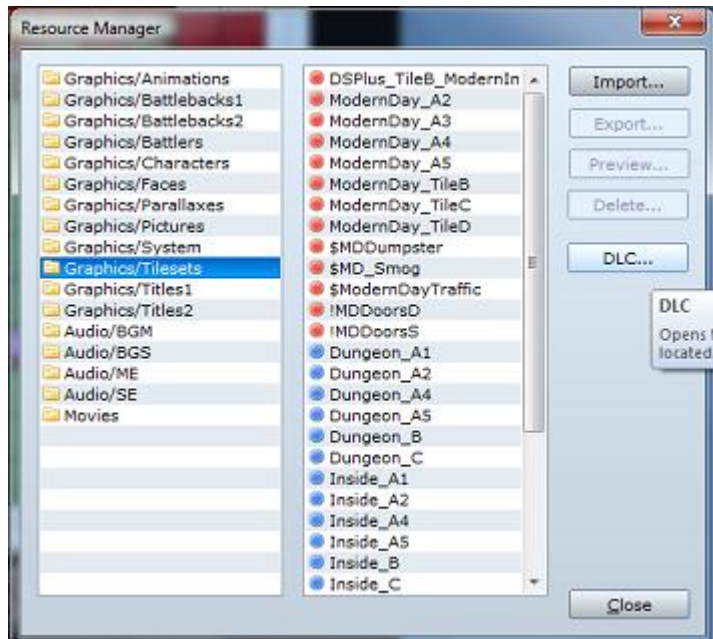 Resource Manager
Graphics/Animations
Graphics/Battlebacks1
Graphics/Battlebacks2
Graphics/Battlers
Graphics/Characters
Graphics/Faces
Graphics/Parallaxes
Graphics/Pictures
Graphics/System
Graphics/Tilesets
Graphics/Titles1
Graphics/Titles2
Audio/BGM
Audio/BGS
Audio/ME
Audio/SE
Movies
DSPlus_TileB_ModernIn
ModernDay_A2
ModernDay_A3
ModernDay_A4
ModernDay_A5
ModernDay_TileB
ModernDay_TileC
ModernDay_TileD
$MDDumpster
$MD_Smog
$ModernDayTraffic
!MDDoorsD
!MDDoorsS
Dungeon_A1
Dungeon_A2
Dungeon_A4
Dungeon_A5
Dungeon_B
Dungeon_C
Inside_A1
Inside_A2
Inside_A4
Inside_A5
Inside_B
Inside_C
Import...
Export...
Preview...
Delete...
DLC...
DLC
Opens
located
Close